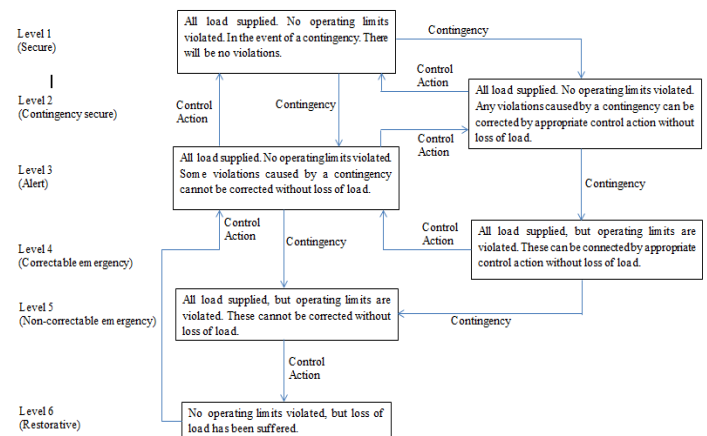 Level 1
(Secure)
All load supplied. No operating limits
violated. In the event of a contingency. There
will be no violations.
Contingency
Control
Action
Level 2
(Contingency secure)
Control
Action
Contingency
All load supplied. No operating limits violated.
Any violations caused by a contingency can be
corrected by appropriate control action without
loss of load.
Control
Action
Level 3
(Alert)
All load supplied. No operating limits violated.
Some violations caused by a contingency
cannot be corrected without loss of load.
Contingency
Level 4
(Correctable emergency)
Control
Action
Contingency
Control
Action
All load supplied, but operating limits are
violated. These can be connected by appropriate
control action without loss of load.
Level 5
(Non-correctable emergency)
All load supplied, but operating limits are
violated. These cannot be corrected without
loss of load.
Contingency
Control
Action
Level 6
(Restorative)
No operating limits violated, but loss of
load has been suffered.